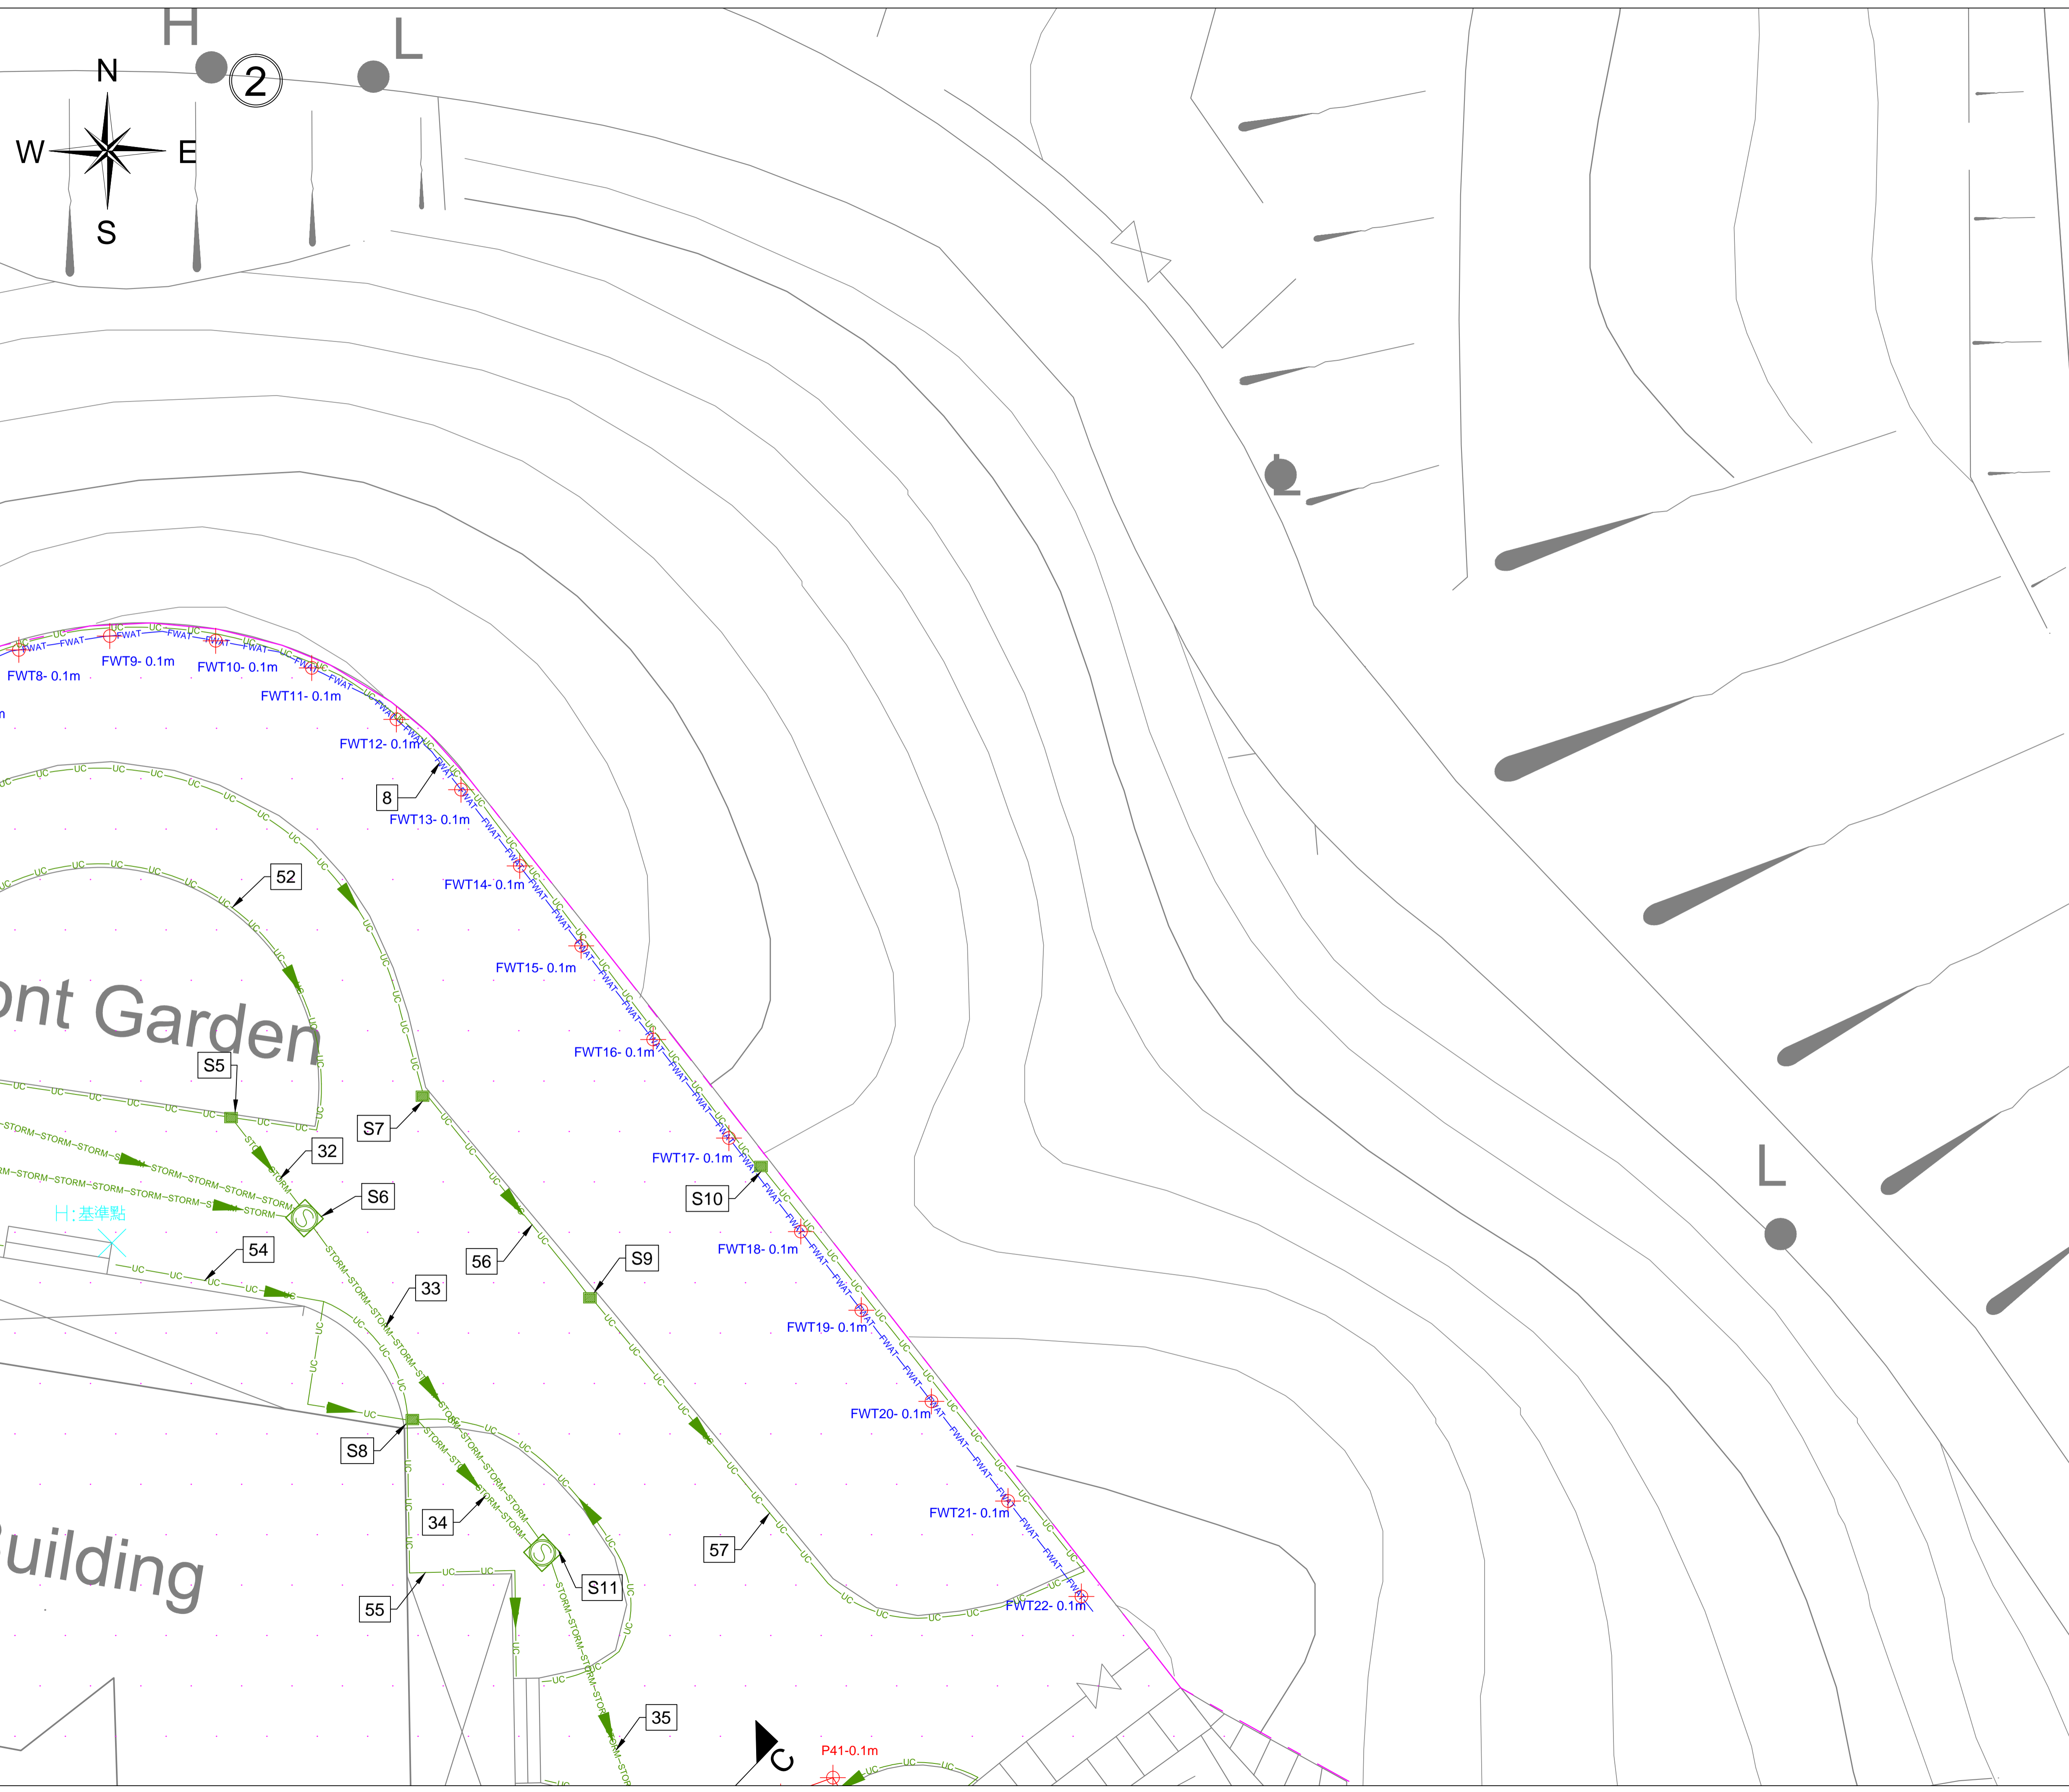 H
L
2
N
W
E
S
L
FWT8- 0.1m
FWT9- 0.1m
FWT10- 0.1m
FWT11- 0.1m
m
FWT12- 0.1m
8
FWT13- 0.1m
52
FWT14- 0.1m
FWT15- 0.1m
ont Garden
FWT16- 0.1m
S5
S7
32
FWT17- 0.1m
L
S6
S10
H:基準點
54
FWT18- 0.1m
56
S9
33
FWT19- 0.1m
FWT20- 0.1m
S8
34
FWT21- 0.1m
57
uilding
S11
55
FWT22- 0.1m
35
C
P41-0.1m